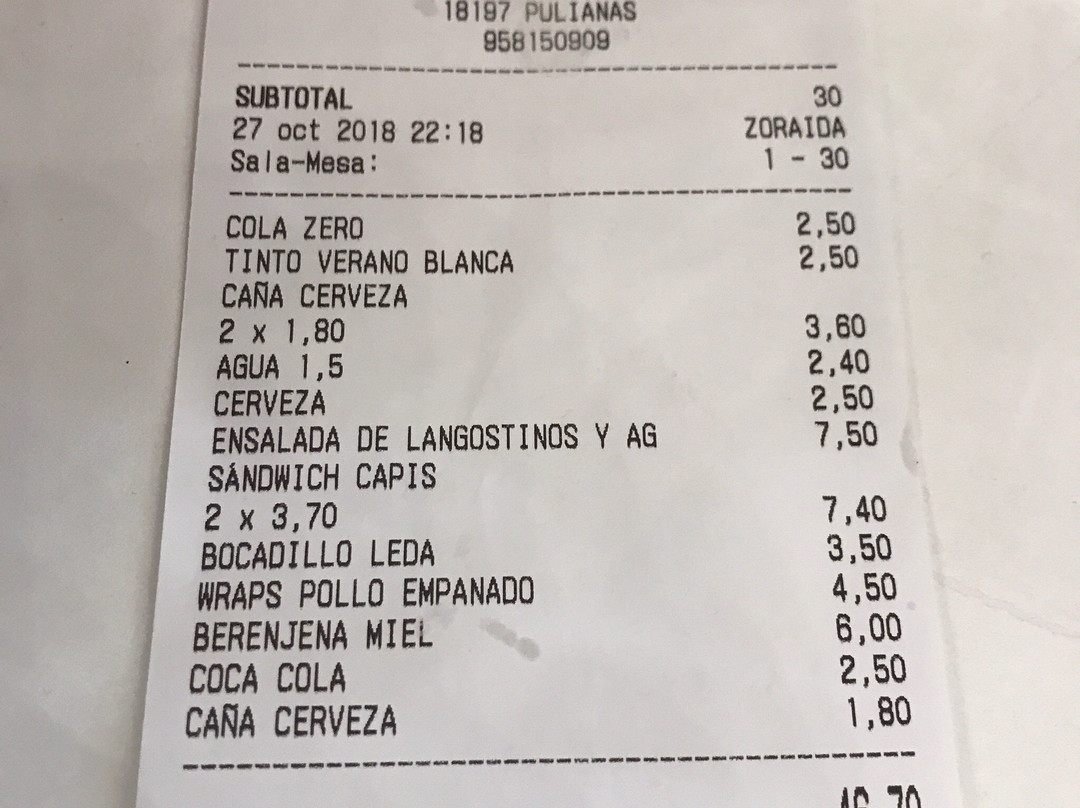 18197 PULIANAS
958150909
SUBTOTAL 30
27 oct 2018 22:18 ZORAIDA
Sala-Mesa: 1 - 30
COLA ZERO 2,50
TINTO VERANO BLANCA 2,50
CAÑA CERVEZA
2 x 1,80 3,60
AGUA 1,5 2,40
CERVEZA 2,50
ENSALADA DE LANGOSTINOS Y AG 7,50
SÁNDWICH CAPIS
2 x 3,70 7,40
BOCADILLO LEDA 3,50
WRAPS POLLO EMPANADO 4,50
BERENJENA MIEL 6,00
COCA COLA 2,50
CAÑA CERVEZA 1,80
46,70